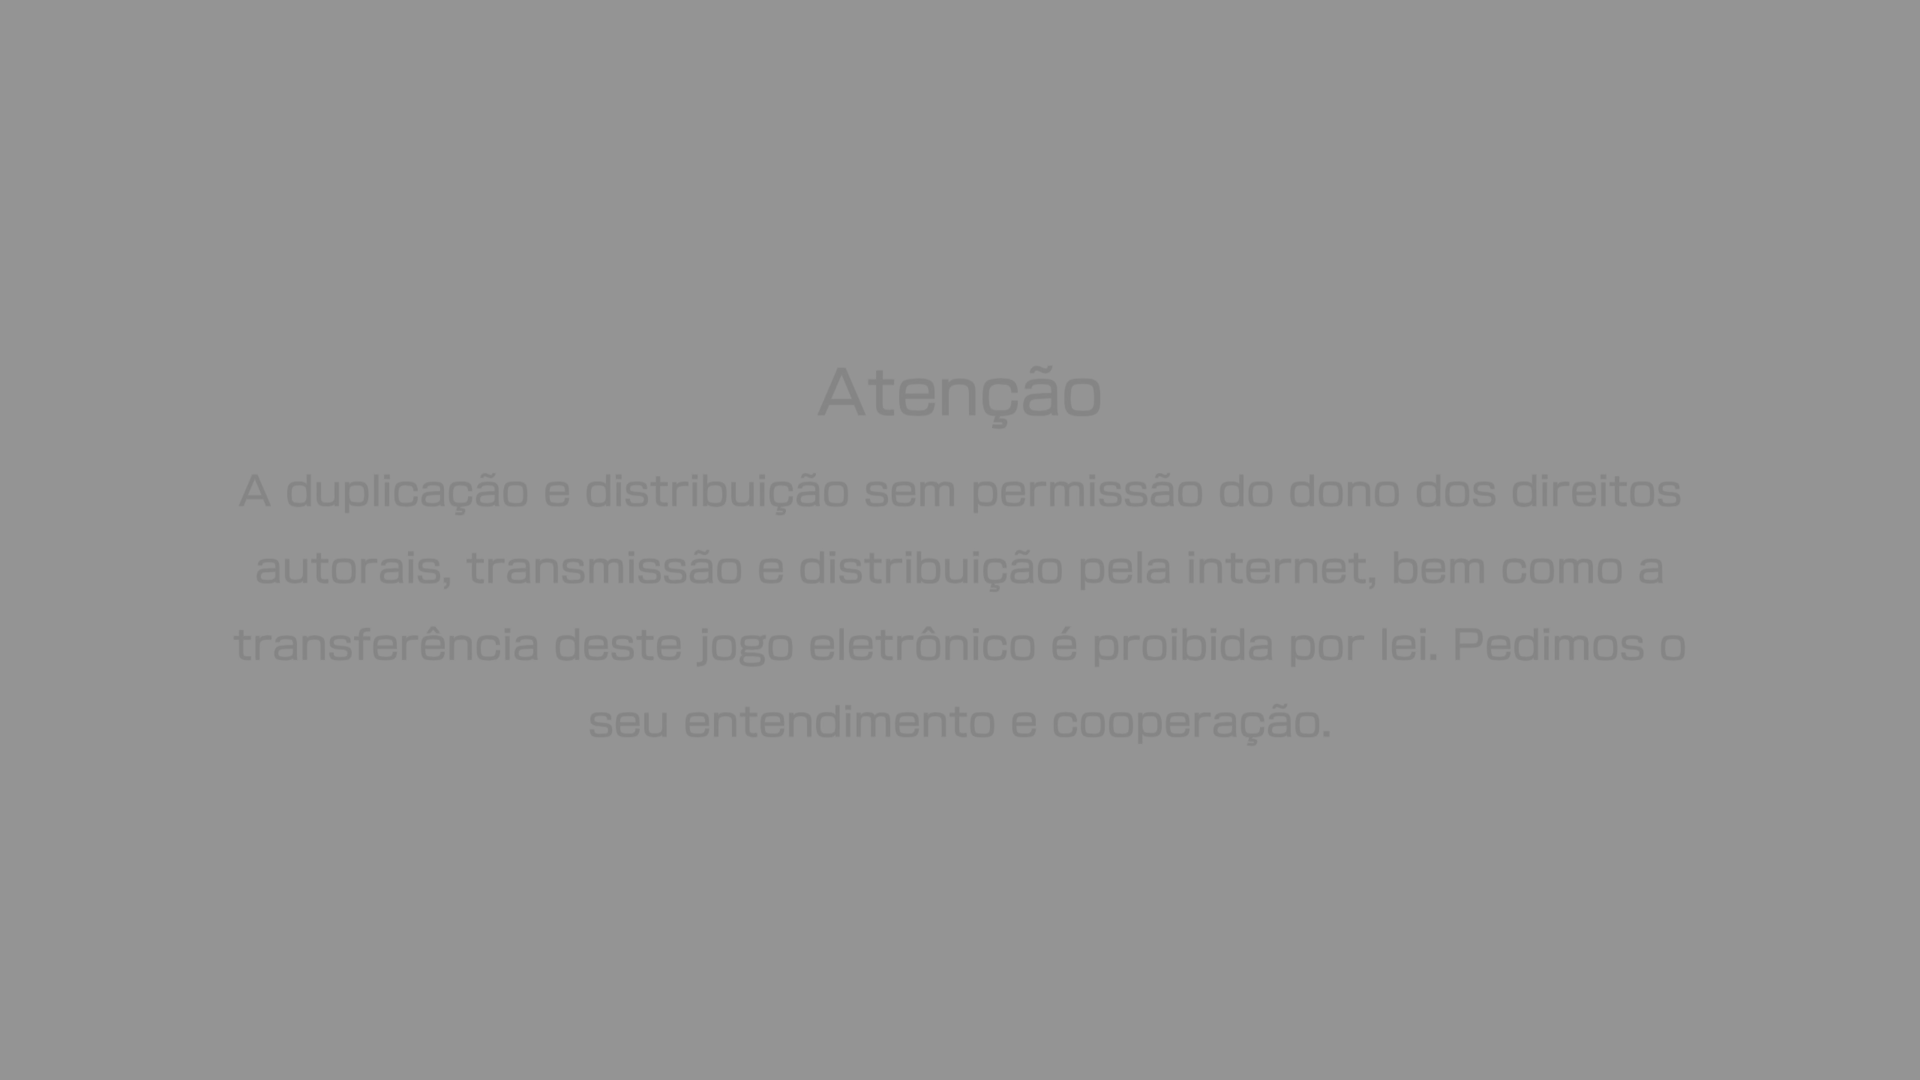 Atenção
A duplicação e distribuição sem permissão do dono dos direitos
autorais, transmissão e distribuição pela internet, bem como a
transferência deste jogo eletrônico é proibida por lei. Pedimos o
seu entendimento e cooperação.